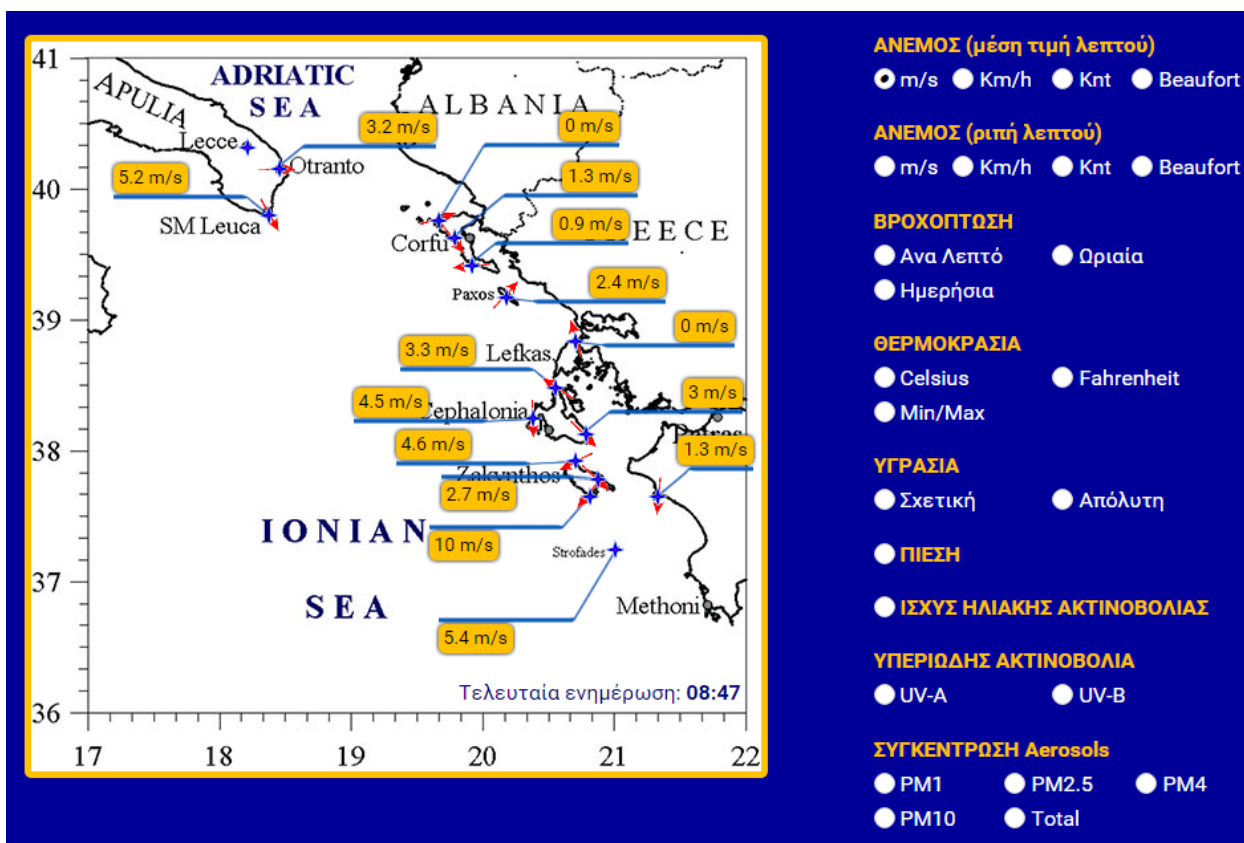 41
40
39
38
37
36
17
18
19
20
21
22
ADRIATIC
SEA
APULIA
ALBANIA
Lecce
Otranto
SM Leuca
Corfu
Paxos
Lefkas
Cephalonia
Patras
Zakynthos
IONIAN
SEA
Strofades
Methoni
3.2 m/s
0 m/s
5.2 m/s
1.3 m/s
0.9 m/s
2.4 m/s
0 m/s
3.3 m/s
3 m/s
4.5 m/s
4.6 m/s
1.3 m/s
2.7 m/s
10 m/s
5.4 m/s
Τελευταία ενημέρωση: 08:47
ΑΝΕΜΟΣ (μέση τιμή λεπτού)
m/s Km/h Knt Beaufort
ΑΝΕΜΟΣ (ριπή λεπτού)
m/s Km/h Knt Beaufort
ΒΡΟΧΟΠΤΩΣΗ
Ανα Λεπτό Ωριαία
Ημερήσια
ΘΕΡΜΟΚΡΑΣΙΑ
Celsius Fahrenheit
Min/Max
ΥΓΡΑΣΙΑ
Σχετική Απόλυτη
ΠΙΕΣΗ
ΙΣΧΥΣ ΗΛΙΑΚΗΣ ΑΚΤΙΝΟΒΟΛΙΑΣ
ΥΠΕΡΙΩΔΗΣ ΑΚΤΙΝΟΒΟΛΙΑ
UV-A UV-B
ΣΥΓΚΕΝΤΡΩΣΗ Aerosols
PM1 PM2.5 PM4
PM10 Total